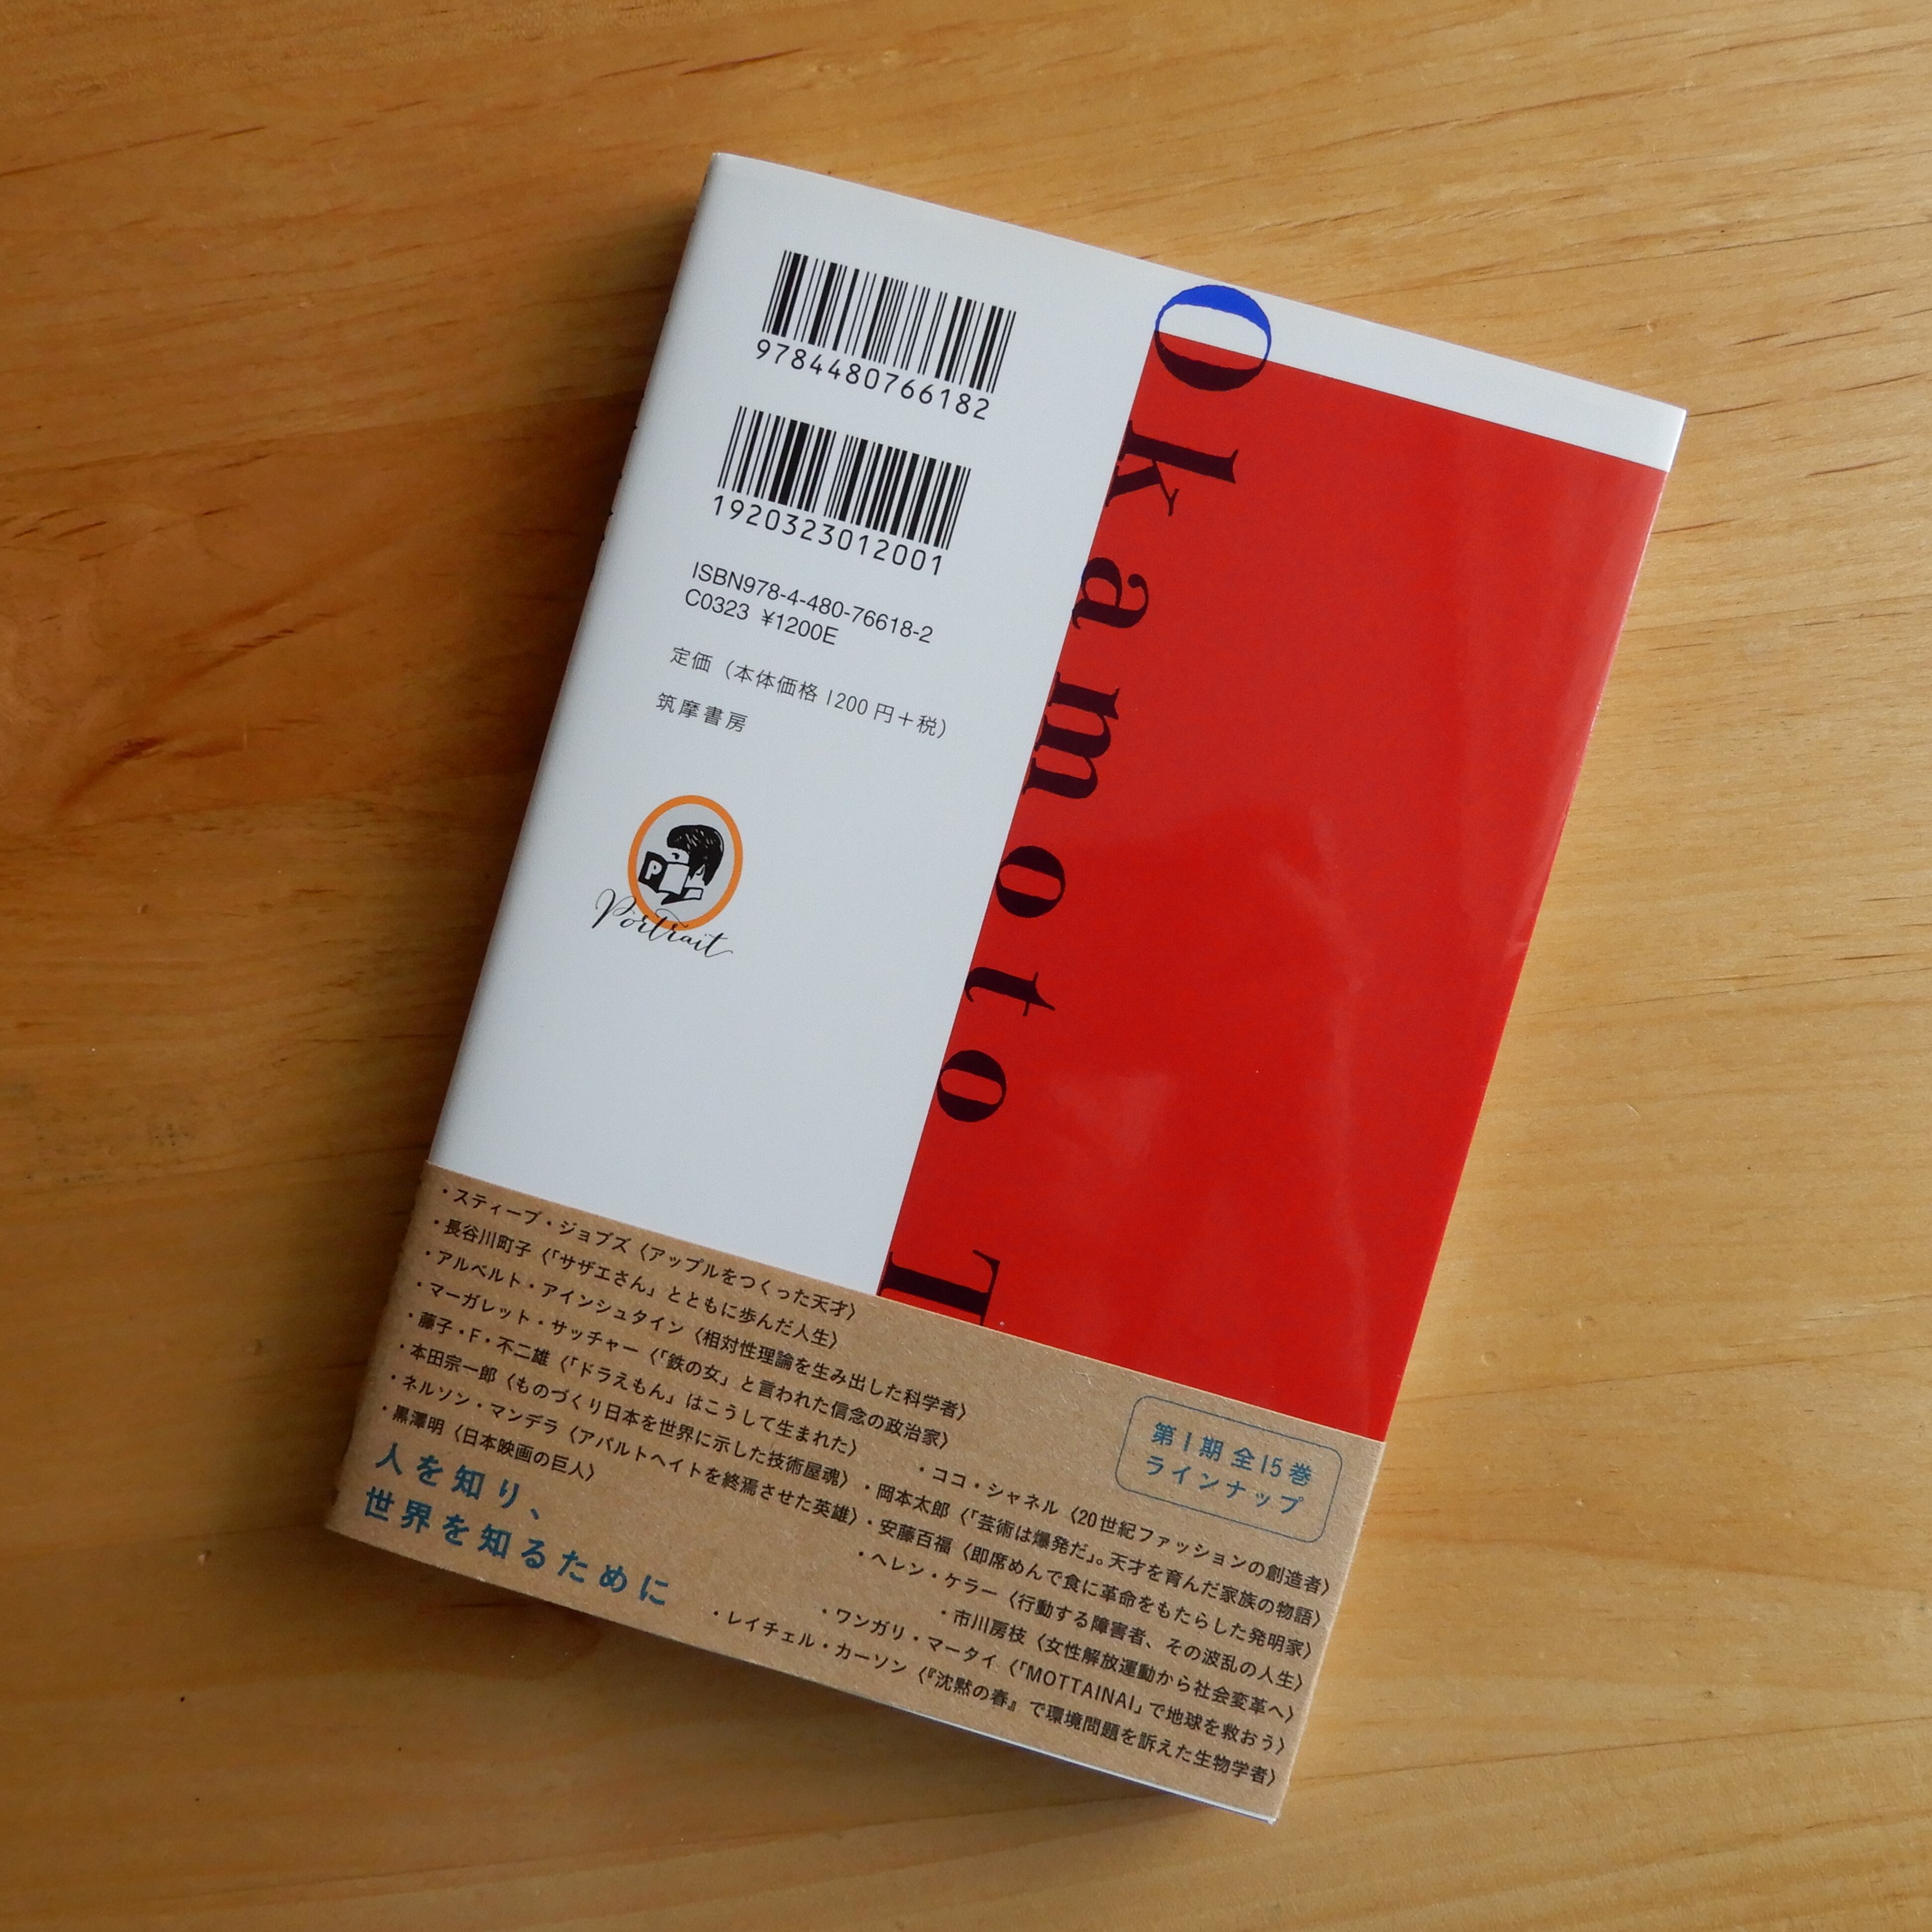 9784480766182
1920323012001
ISBN978-4-480-76618-2
C0323 ¥1200E
定価（本体価格1200円＋税）
筑摩書房
P
Portrait
Okamoto T
・スティーブ・ジョブズ〈アップルをつくった天才〉
・長谷川町子〈「サザエさん」とともに歩んだ人生〉
・アルベルト・アインシュタイン〈相対性理論を生み出した科学者〉
・マーガレット・サッチャー〈「鉄の女」と言われた信念の政治家〉
・藤子・F・不二雄〈「ドラえもん」はこうして生まれた〉
・本田宗一郎〈ものづくり日本を世界に示した技術屋魂〉
・ネルソン・マンデラ〈アパルトヘイトを終焉させた英雄〉
・黒澤明〈日本映画の巨人〉
人を知り、
世界を知るために
第1期 全15巻
ラインナップ
・ココ・シャネル〈20世紀ファッションの創造者〉
・岡本太郎〈「芸術は爆発だ」。天才を育んだ家族の物語〉
・安藤百福〈即席めんで食に革命をもたらした発明家〉
・ヘレン・ケラー〈行動する障害者、その波乱の人生〉
・市川房枝〈女性解放運動から社会変革へ〉
・ワンガリ・マータイ〈「MOTTAINAI」で地球を救おう〉
・レイチェル・カーソン〈『沈黙の春』で環境問題を訴えた生物学者〉